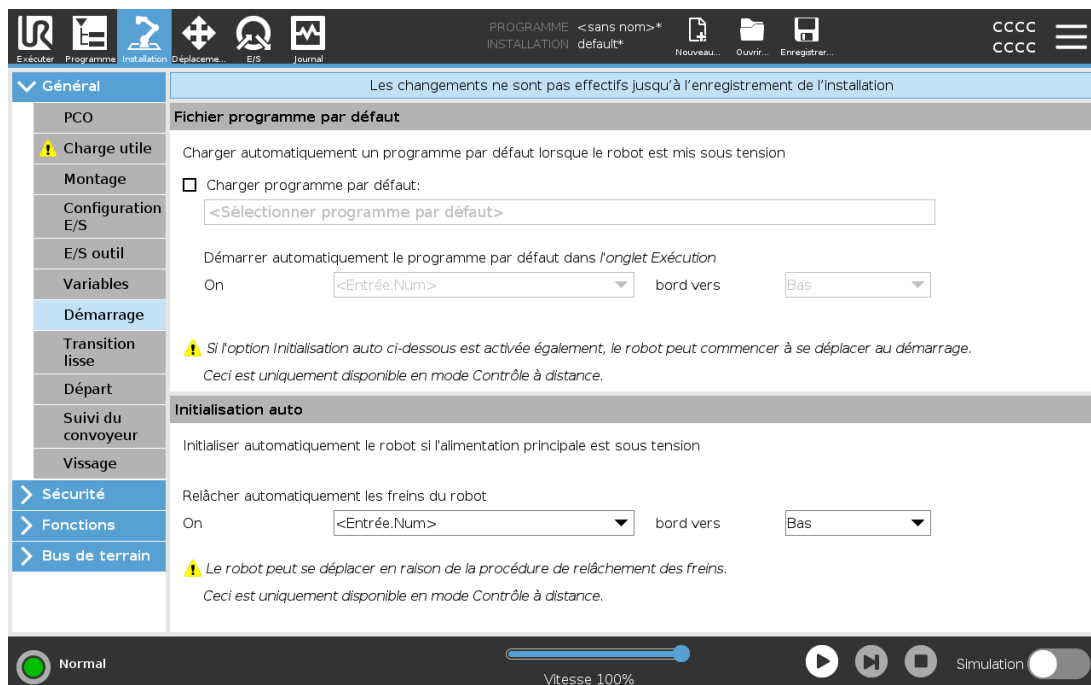 PROGRAMME <sans nom>*
INSTALLATION default*
CCCC
CCCC
Exécuter
Programme
Installation
Déplaceme...
E/S
Journal
Nouveau...
Ouvrir...
Enregistrer...
Général
PCO
Charge utile
Montage
Configuration
E/S
E/S outil
Variables
Démarrage
Transition
lisse
Départ
Suivi du
convoyeur
Vissage
Sécurité
Fonctions
Bus de terrain
Les changements ne sont pas effectifs jusqu'à l'enregistrement de l'installation
Fichier programme par défaut
Charger automatiquement un programme par défaut lorsque le robot est mis sous tension
Charger programme par défaut:
<Sélectionner programme par défaut>
Démarrer automatiquement le programme par défaut dans l'onglet Exécution
On <Entrée.Num> bord vers Bas
Si l'option Initialisation auto ci-dessous est activée également, le robot peut commencer à se déplacer au démarrage.
Ceci est uniquement disponible en mode Contrôle à distance.
Initialisation auto
Initialiser automatiquement le robot si l'alimentation principale est sous tension
Relâcher automatiquement les freins du robot
On <Entrée.Num> bord vers Bas
Le robot peut se déplacer en raison de la procédure de relâchement des freins.
Ceci est uniquement disponible en mode Contrôle à distance.
Normal
Vitesse 100%
Simulation